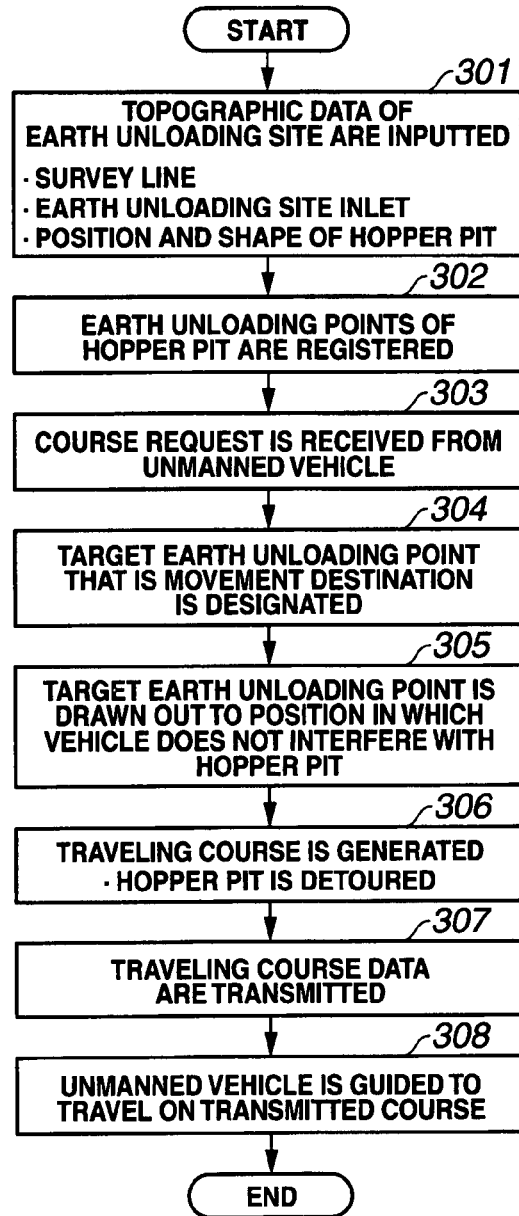 START
301
TOPOGRAPHIC DATA OF
EARTH UNLOADING SITE ARE INPUTTED
· SURVEY LINE
· EARTH UNLOADING SITE INLET
· POSITION AND SHAPE OF HOPPER PIT
302
EARTH UNLOADING POINTS OF
HOPPER PIT ARE REGISTERED
303
COURSE REQUEST IS RECEIVED FROM
UNMANNED VEHICLE
304
TARGET EARTH UNLOADING POINT
THAT IS MOVEMENT DESTINATION
IS DESIGNATED
305
TARGET EARTH UNLOADING POINT IS
DRAWN OUT TO POSITION IN WHICH
VEHICLE DOES NOT INTERFERE WITH
HOPPER PIT
306
TRAVELING COURSE IS GENERATED
· HOPPER PIT IS DETOURED
307
TRAVELING COURSE DATA
ARE TRANSMITTED
308
UNMANNED VEHICLE IS GUIDED TO
TRAVEL ON TRANSMITTED COURSE
END